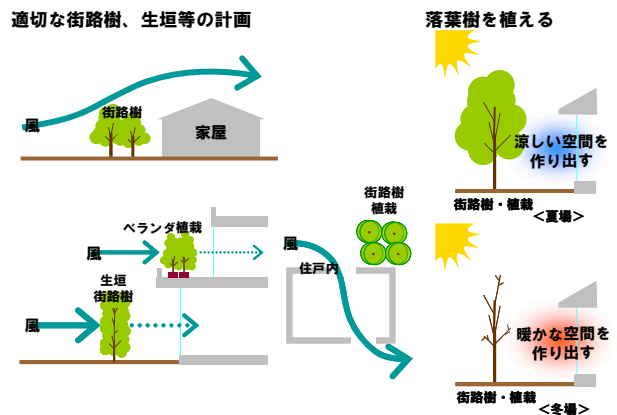 適切な街路樹、生垣等の計画
落葉樹を植える
風
街路樹
家屋
ベランダ植栽
風
生垣
街路樹
風
街路樹
植栽
風
住戸内
涼しい空間を
作り出す
街路樹・植栽
＜夏場＞
暖かな空間を
作り出す
街路樹・植栽
＜冬場＞